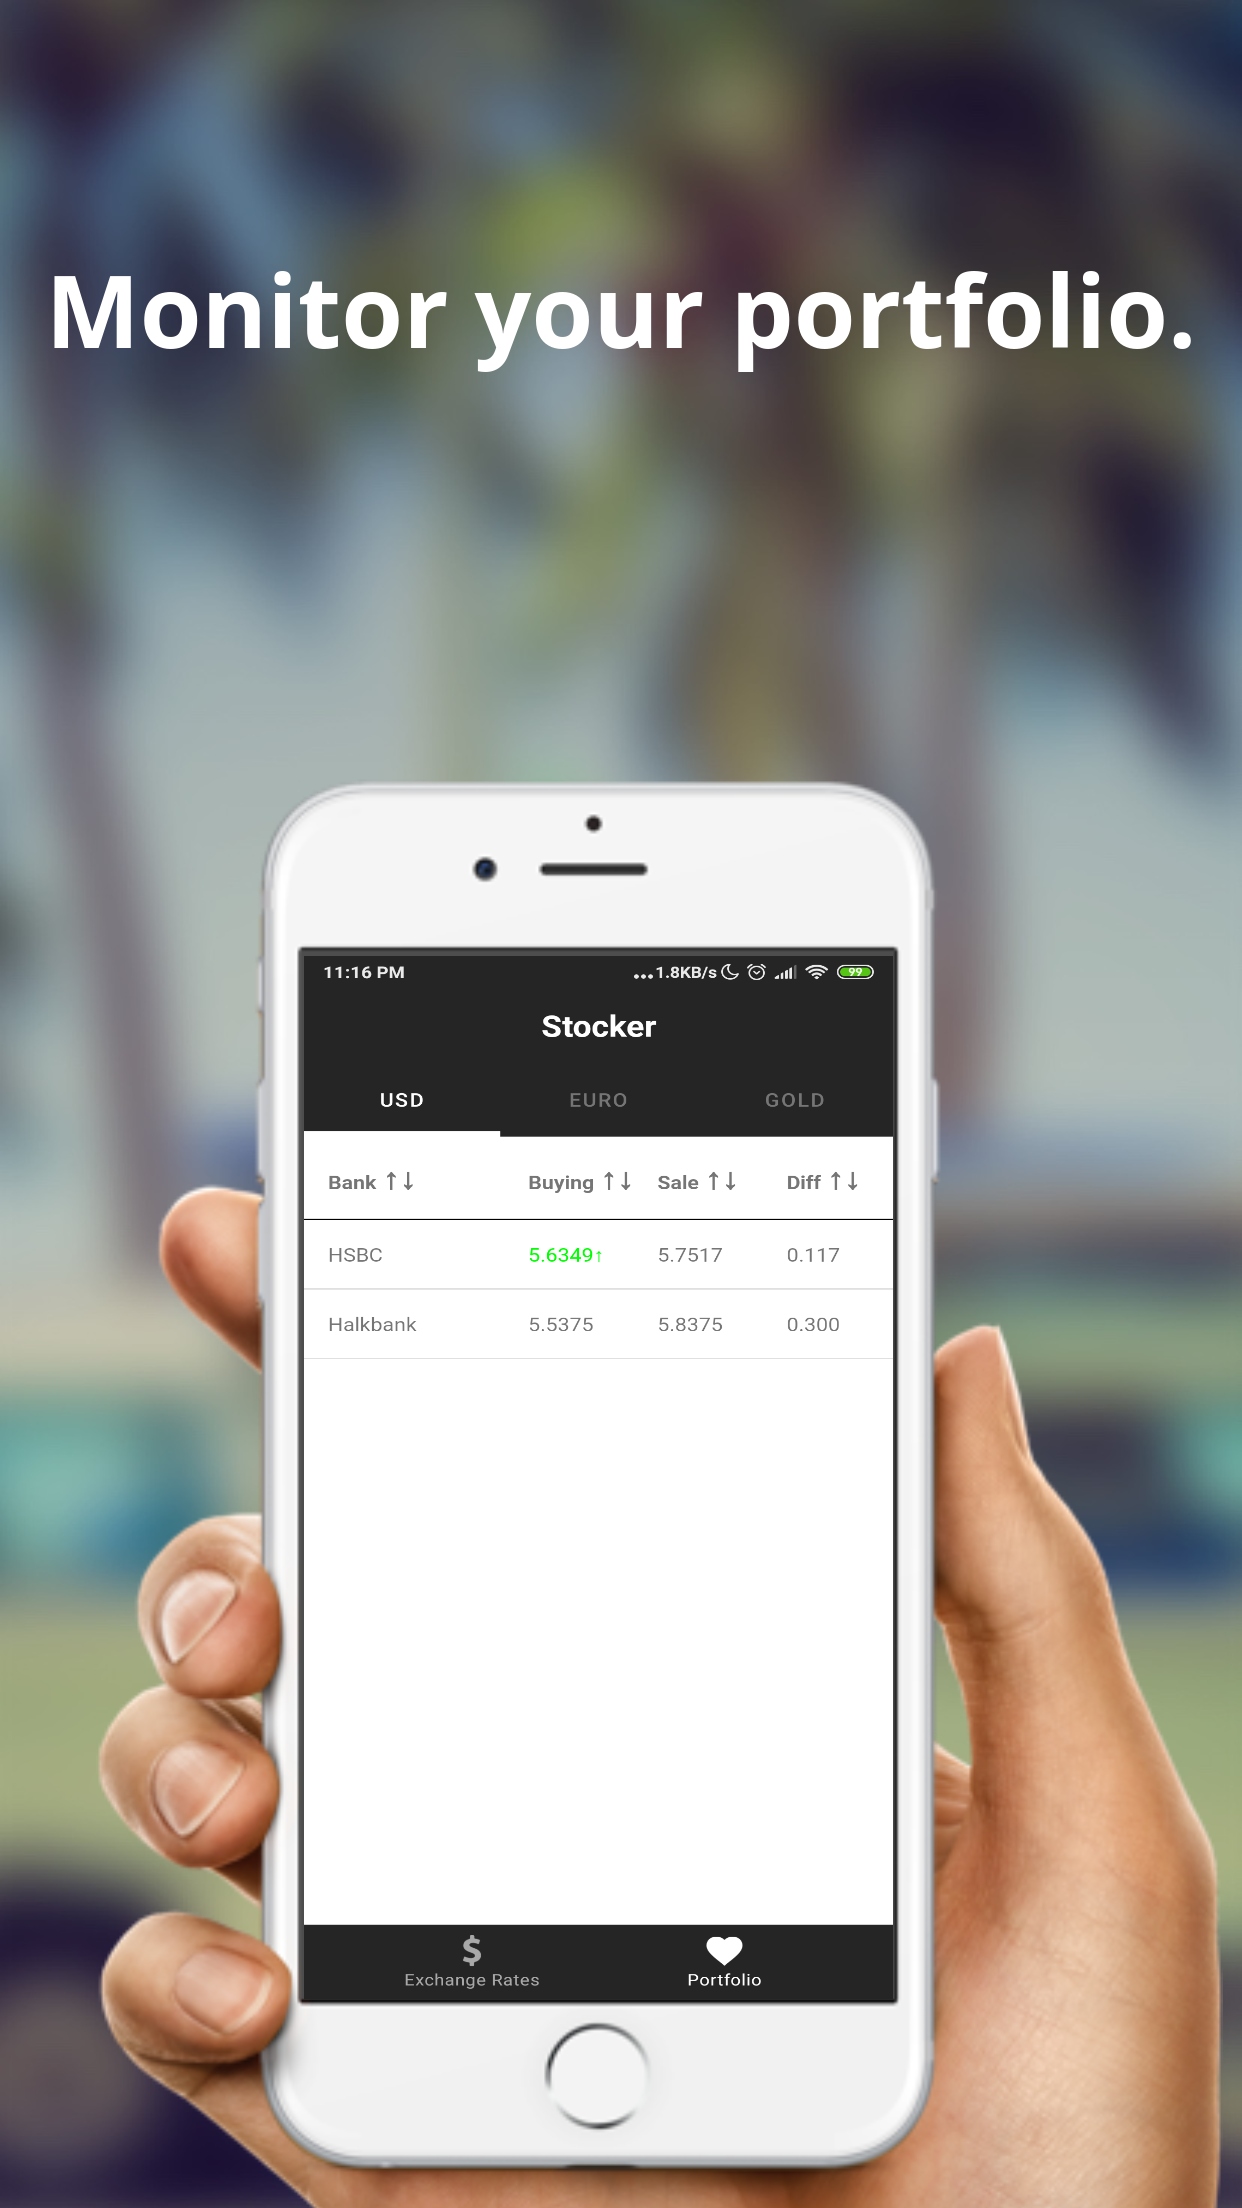 Monitor your portfolio.
11:16 PM ...1.8KB/s 99
Stocker
USD EURO GOLD
Bank ↑↓ Buying ↑↓ Sale ↑↓ Diff ↑↓
HSBC 5.6349↑ 5.7517 0.117
Halkbank 5.5375 5.8375 0.300
$
Exchange Rates Portfolio